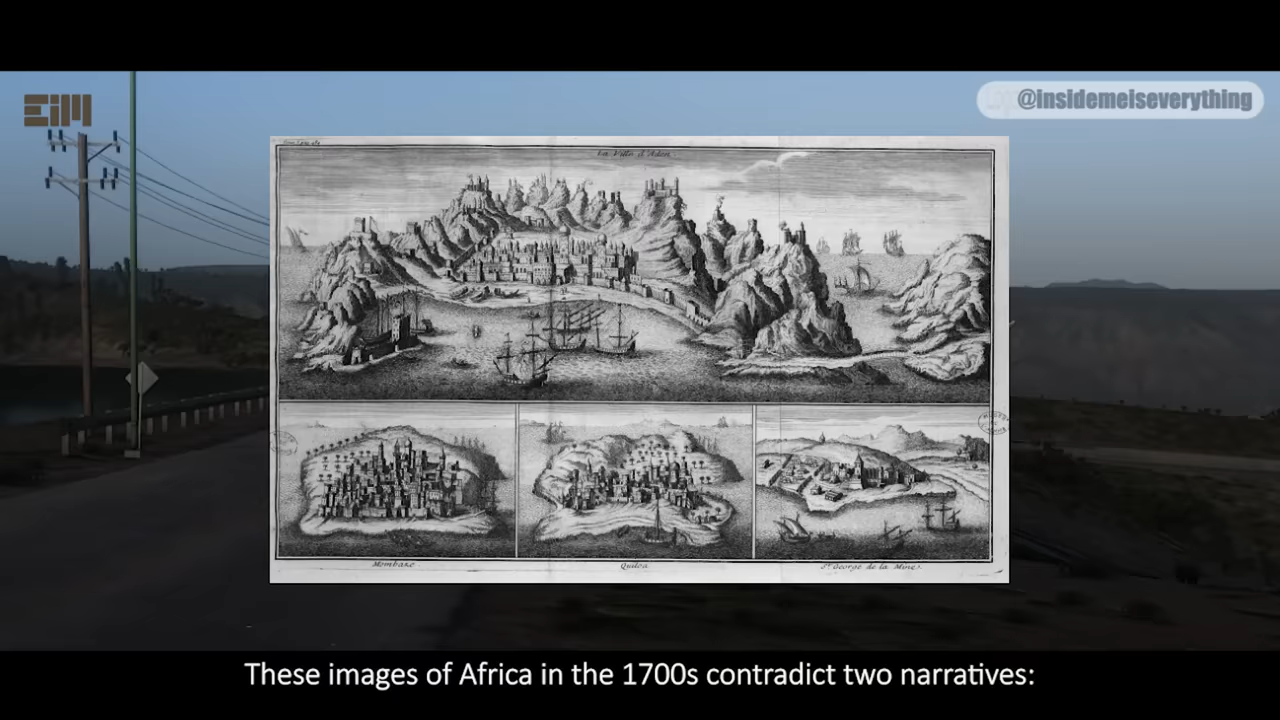 EIM
@insidemeiseverything
La Ville d'Aden.
Mombaze
Quiloa
St George de la Mine.
These images of Africa in the 1700s contradict two narratives: